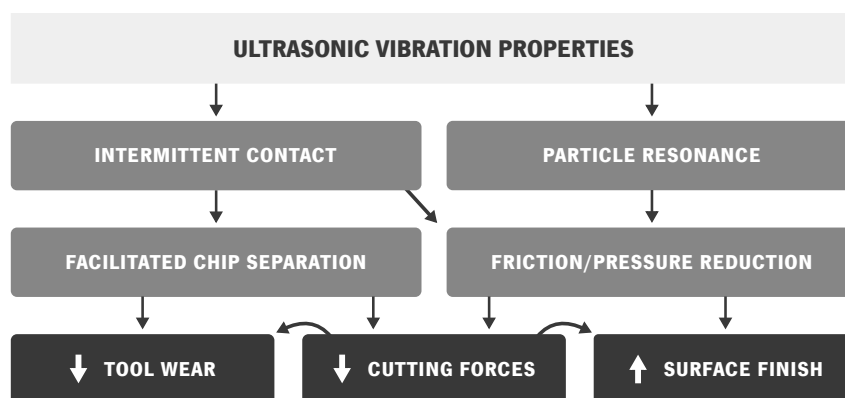 ULTRASONIC VIBRATION PROPERTIES
INTERMITTENT CONTACT
PARTICLE RESONANCE
FACILITATED CHIP SEPARATION
FRICTION/PRESSURE REDUCTION
TOOL WEAR
CUTTING FORCES
SURFACE FINISH